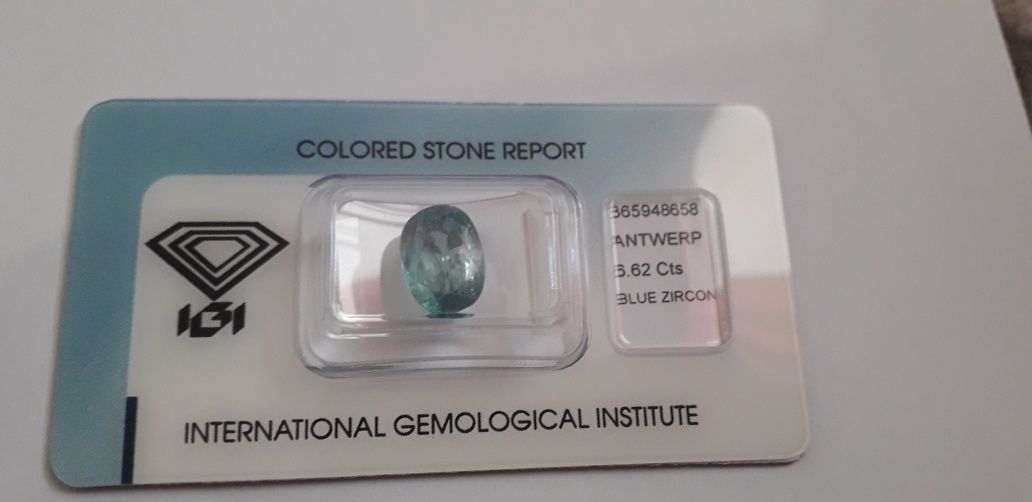 COLORED STONE REPORT
IGI
365948658
ANTWERP
6.62 Cts
BLUE ZIRCON
INTERNATIONAL GEMOLOGICAL INSTITUTE